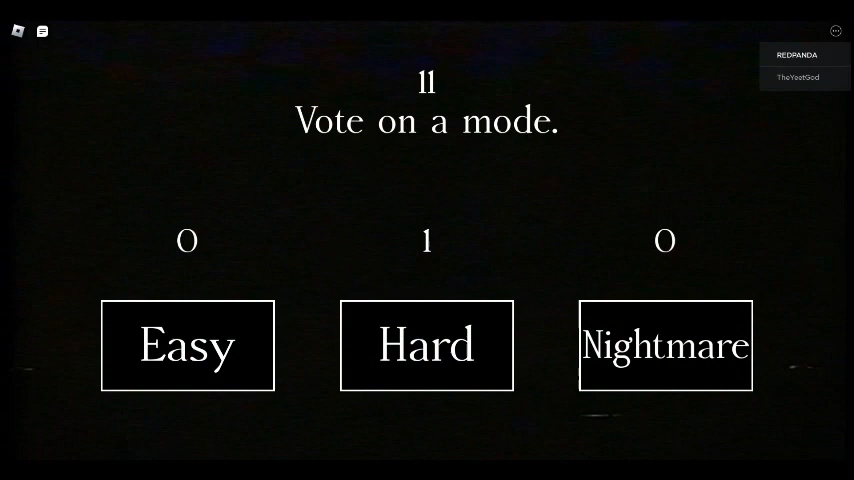 REDPANDA
TheYeetGod
11
Vote on a mode.
0 1 0
Easy Hard Nightmare